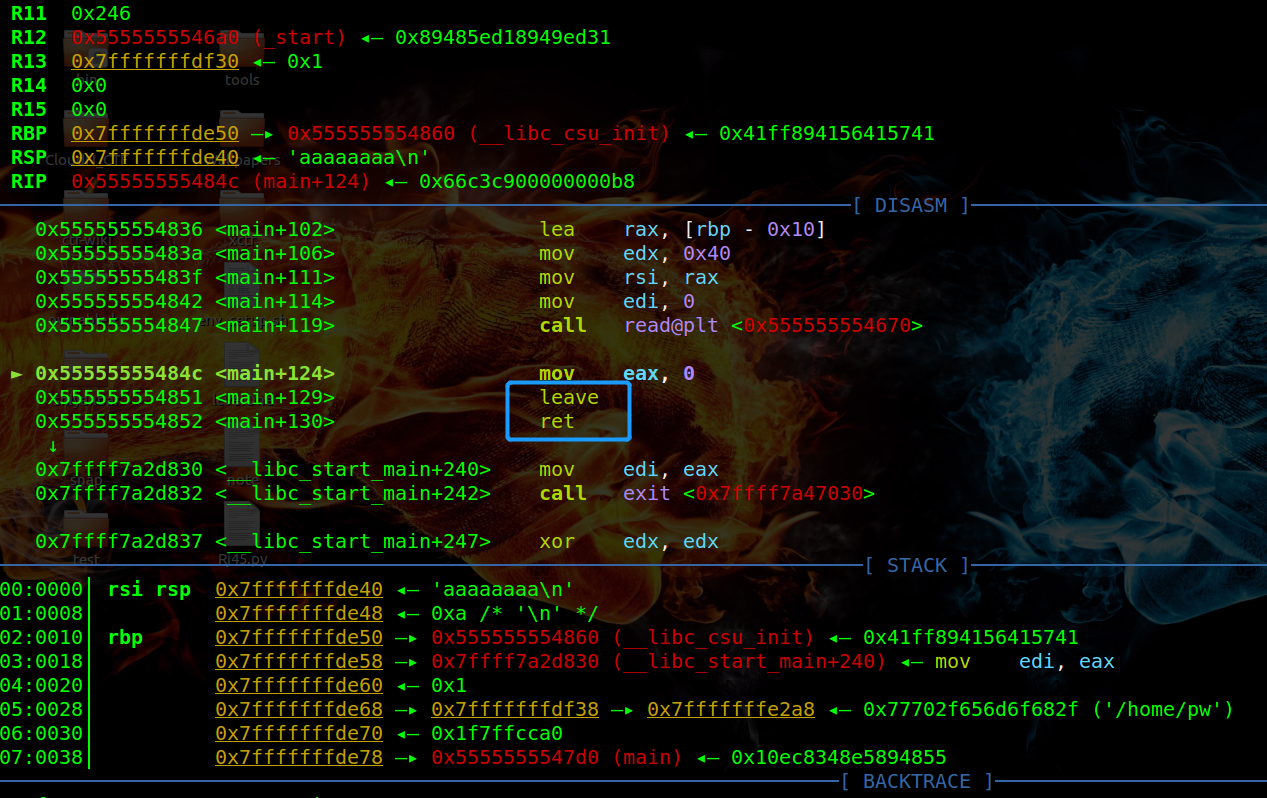 R11 0x246
R12 0x5555555546a0 (_start) ◂— 0x89485ed18949ed31
R13 0x7fffffffdf30 ◂— 0x1
bin tools
R14 0x0
R15 0x0
RBP 0x7fffffffde50 —▸ 0x555555554860 (__libc_csu_init) ◂— 0x41ff894156415741
RSP 0x7fffffffde40 ◂— 'aaaaaaaa\n'
RIP 0x55555555484c (main+124) ◂— 0x66c3c900000000b8
[ DISASM ]
0x555555554836 <main+102> lea rax, [rbp - 0x10]
0x55555555483a <main+106> mov edx, 0x40
0x55555555483f <main+111> mov rsi, rax
0x555555554842 <main+114> mov edi, 0
0x555555554847 <main+119> call read@plt <0x555555554670>
► 0x55555555484c <main+124> mov eax, 0
0x555555554851 <main+129> leave
0x555555554852 <main+130> ret
↓
0x7ffff7a2d830 <__libc_start_main+240> mov edi, eax
snap note
0x7ffff7a2d832 <__libc_start_main+242> call exit <0x7ffff7a47030>
0x7ffff7a2d837 <__libc_start_main+247> xor edx, edx
test RJ45.py
[ STACK ]
00:0000│ rsi rsp 0x7fffffffde40 ◂— 'aaaaaaaa\n'
01:0008│ 0x7fffffffde48 ◂— 0xa /* '\n' */
02:0010│ rbp 0x7fffffffde50 —▸ 0x555555554860 (__libc_csu_init) ◂— 0x41ff894156415741
03:0018│ 0x7fffffffde58 —▸ 0x7ffff7a2d830 (__libc_start_main+240) ◂— mov edi, eax
04:0020│ 0x7fffffffde60 ◂— 0x1
05:0028│ 0x7fffffffde68 —▸ 0x7fffffffdf38 —▸ 0x7fffffffe2a8 ◂— 0x77702f656d6f682f ('/home/pw')
06:0030│ 0x7fffffffde70 ◂— 0x1f7ffcca0
07:0038│ 0x7fffffffde78 —▸ 0x5555555547d0 (main) ◂— 0x10ec8348e5894855
[ BACKTRACE ]